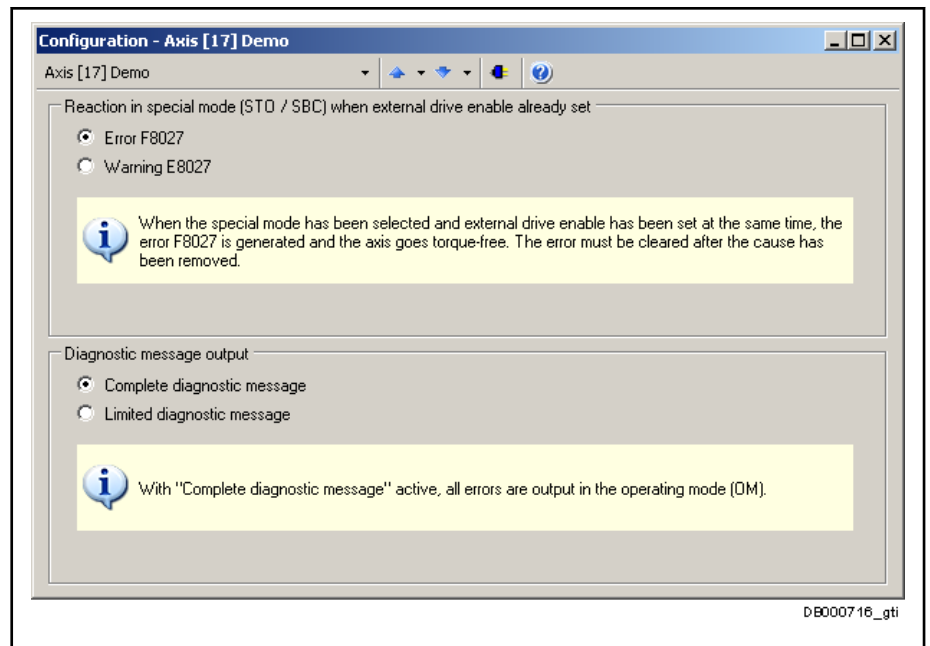 Configuration - Axis [17] Demo
Axis [17] Demo
Reaction in special mode (STO / SBC) when external drive enable already set
Error F8027
Warning E8027
When the special mode has been selected and external drive enable has been set at the same time, the
error F8027 is generated and the axis goes torque-free. The error must be cleared after the cause has
been removed.
Diagnostic message output
Complete diagnostic message
Limited diagnostic message
With "Complete diagnostic message" active, all errors are output in the operating mode (OM).
DB000716_gti